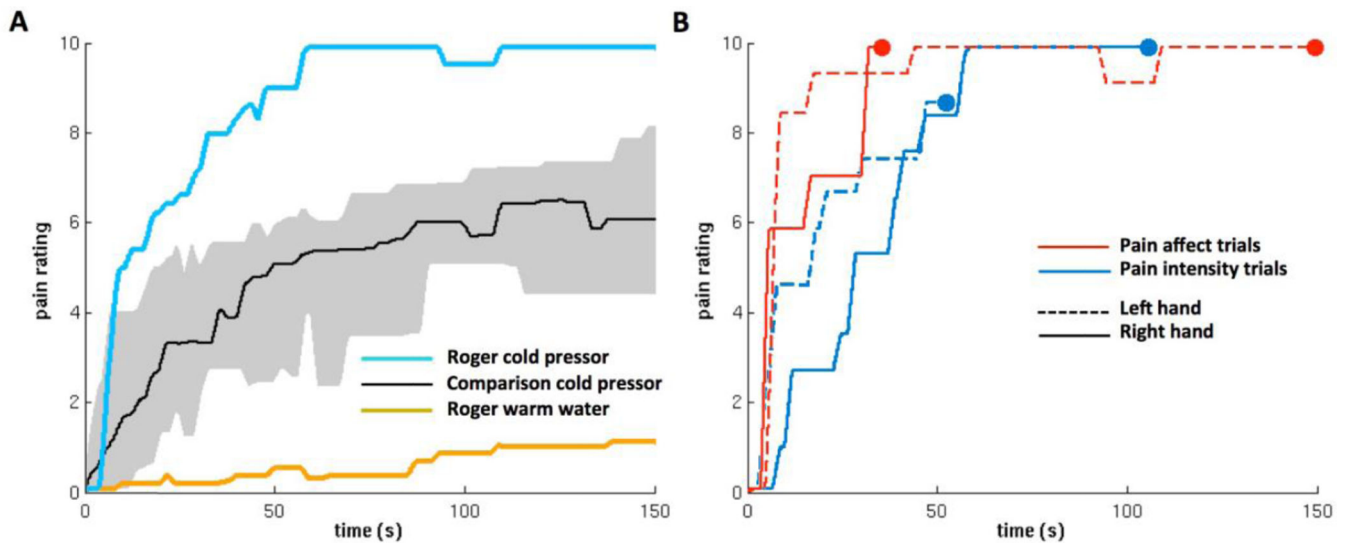 A
B
10
8
6
4
2
0
pain rating
0
50
100
150
time (s)
Roger cold pressor
Comparison cold pressor
Roger warm water
10
8
6
4
2
0
pain rating
0
50
100
150
time (s)
Pain affect trials
Pain intensity trials
Left hand
Right hand